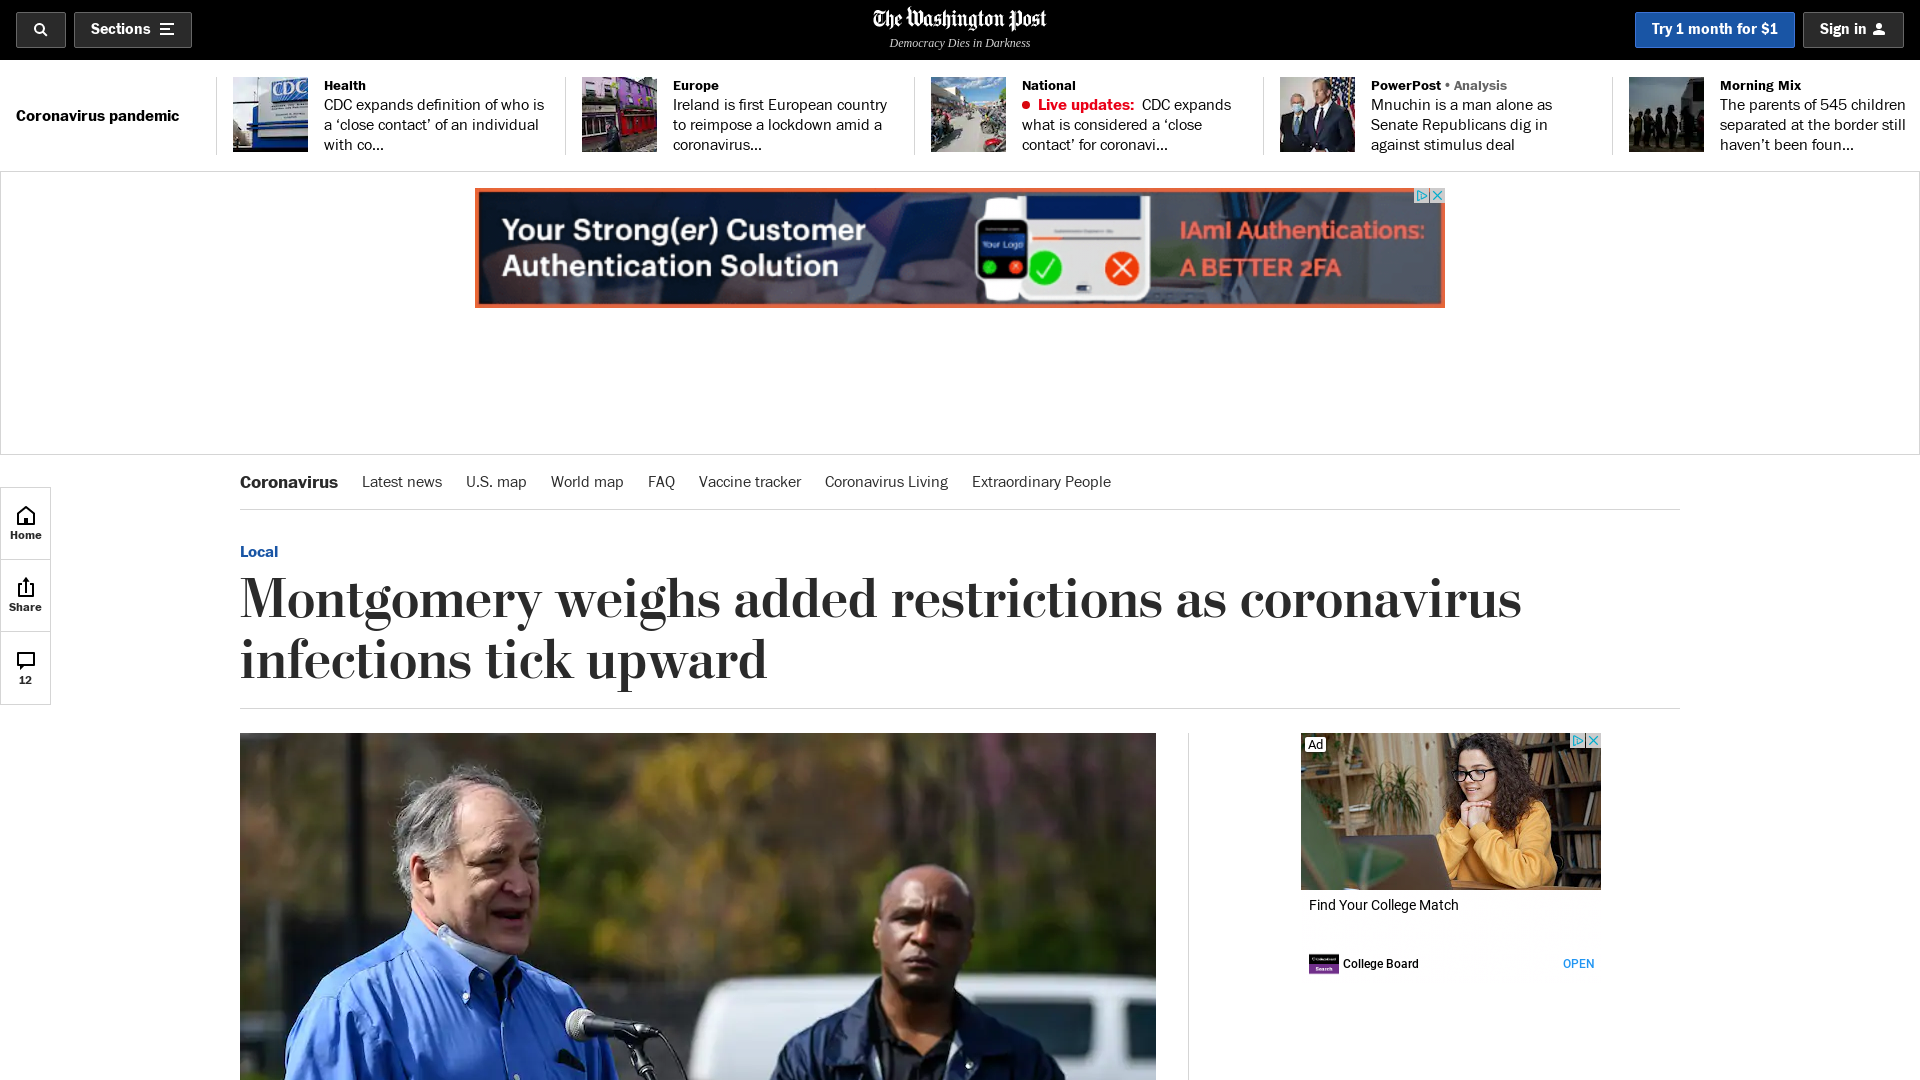 Sections
The Washington Post
Democracy Dies in Darkness
Try 1 month for $1
Sign in
Coronavirus pandemic
CDC
Health
CDC expands definition of who is
a ‘close contact’ of an individual
with co...
Europe
Ireland is first European country
to reimpose a lockdown amid a
coronavirus...
National
Live updates: CDC expands
what is considered a ‘close
contact’ for coronavi...
PowerPost • Analysis
Mnuchin is a man alone as
Senate Republicans dig in
against stimulus deal
Morning Mix
The parents of 545 children
separated at the border still
haven’t been foun...
Your Strong(er) Customer
Authentication Solution
Your Logo
IAmI Authentications:
A BETTER 2FA
Coronavirus Latest news U.S. map World map FAQ Vaccine tracker Coronavirus Living Extraordinary People
Home
Share
12
Local
Montgomery weighs added restrictions as coronavirus
infections tick upward
Ad
Find Your College Match
Search
College Board
OPEN